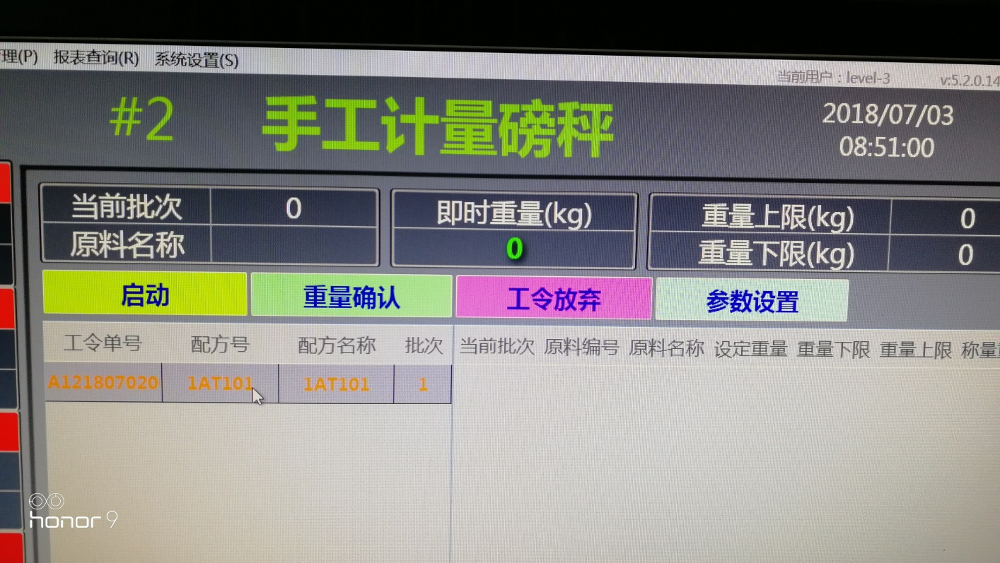 理(P) 报表查询(R) 系统设置(S)
当前用户：level-3 v:5.2.0.14
#2 手工计量磅秤
2018/07/03
08:51:00
当前批次 0
原料名称
即时重量(kg)
0
重量上限(kg) 0
重量下限(kg) 0
启动 重量确认 工令放弃 参数设置
工令单号 配方号 配方名称 批次 当前批次 原料编号 原料名称 设定重量 重量下限 重量上限 称量
A121807020 1AT101 1AT101 1
honor 9